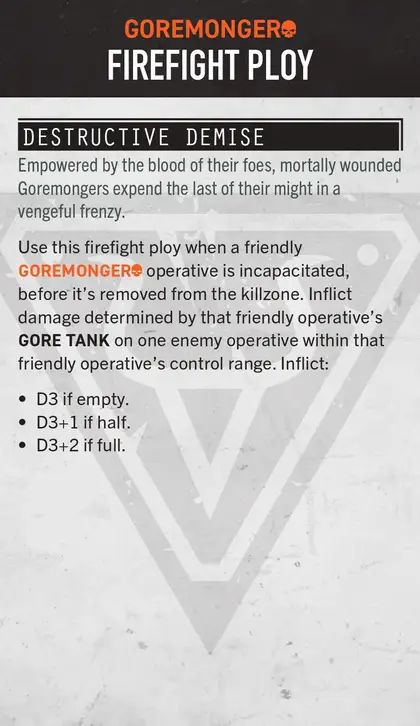 GOREMONGER
FIREFIGHT PLOY
DESTRUCTIVE DEMISE
Empowered by the blood of their foes, mortally wounded
Goremongers expend the last of their might in a
vengeful frenzy.
Use this firefight ploy when a friendly
GOREMONGER operative is incapacitated,
before it’s removed from the killzone. Inflict
damage determined by that friendly operative’s
GORE TANK on one enemy operative within that
friendly operative’s control range. Inflict:
• D3 if empty.
• D3+1 if half.
• D3+2 if full.